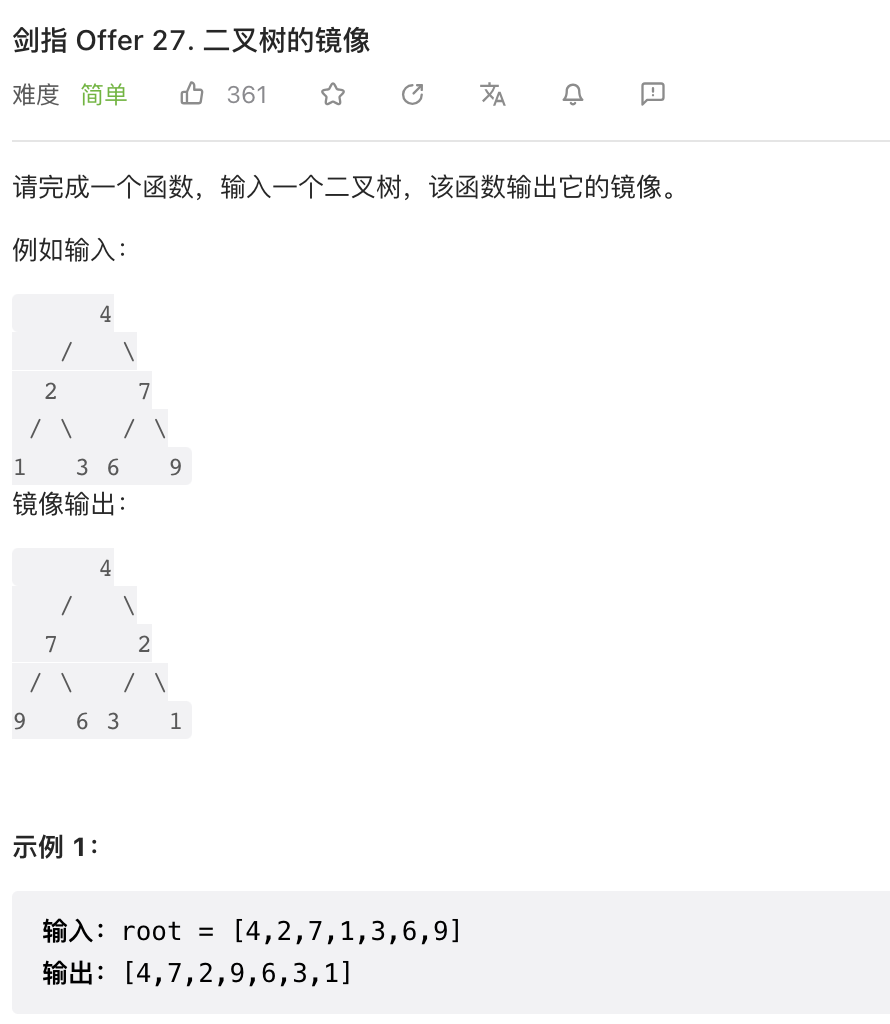 剑指 Offer 27. 二叉树的镜像
难度 简单 361
请完成一个函数，输入一个二叉树，该函数输出它的镜像。
例如输入：
4
/ \
2 7
/ \ / \
1 3 6 9
镜像输出：
4
/ \
7 2
/ \ / \
9 6 3 1
示例 1：
输入：root = [4,2,7,1,3,6,9]
输出：[4,7,2,9,6,3,1]